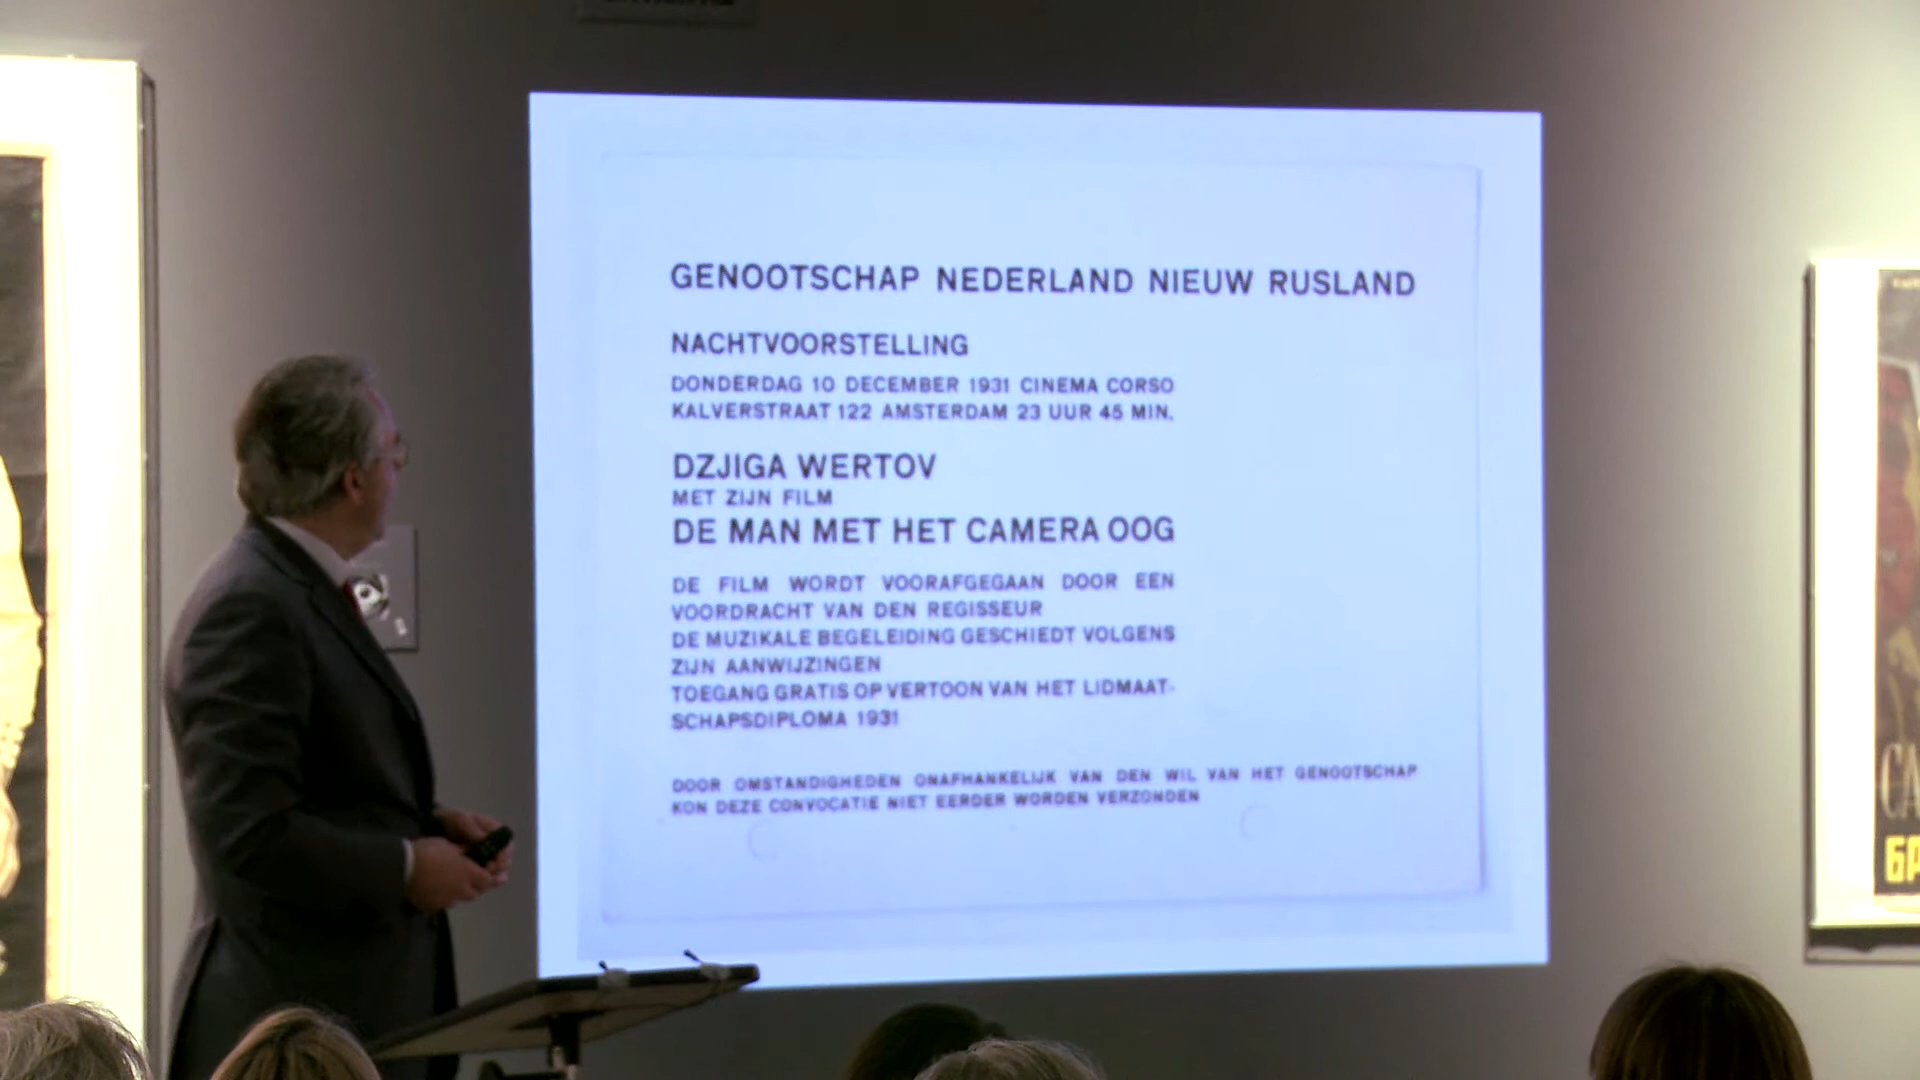 GENOOTSCHAP NEDERLAND NIEUW RUSLAND
NACHTVOORSTELLING
DONDERDAG 10 DECEMBER 1931 CINEMA CORSO
KALVERSTRAAT 122 AMSTERDAM 23 UUR 45 MIN.
DZJIGA WERTOV
MET ZIJN FILM
DE MAN MET HET CAMERA OOG
DE FILM WORDT VOORAFGEGAAN DOOR EEN
VOORDRACHT VAN DEN REGISSEUR
DE MUZIKALE BEGELEIDING GESCHIEDT VOLGENS
ZIJN AANWIJZINGEN
TOEGANG GRATIS OP VERTOON VAN HET LIDMAAT-
SCHAPSDIPLOMA 1931
DOOR OMSTANDIGHEDEN ONAFHANKELIJK VAN DEN WIL VAN HET GENOOTSCHAP
KON DEZE CONVOCATIE NIET EERDER WORDEN VERZONDEN